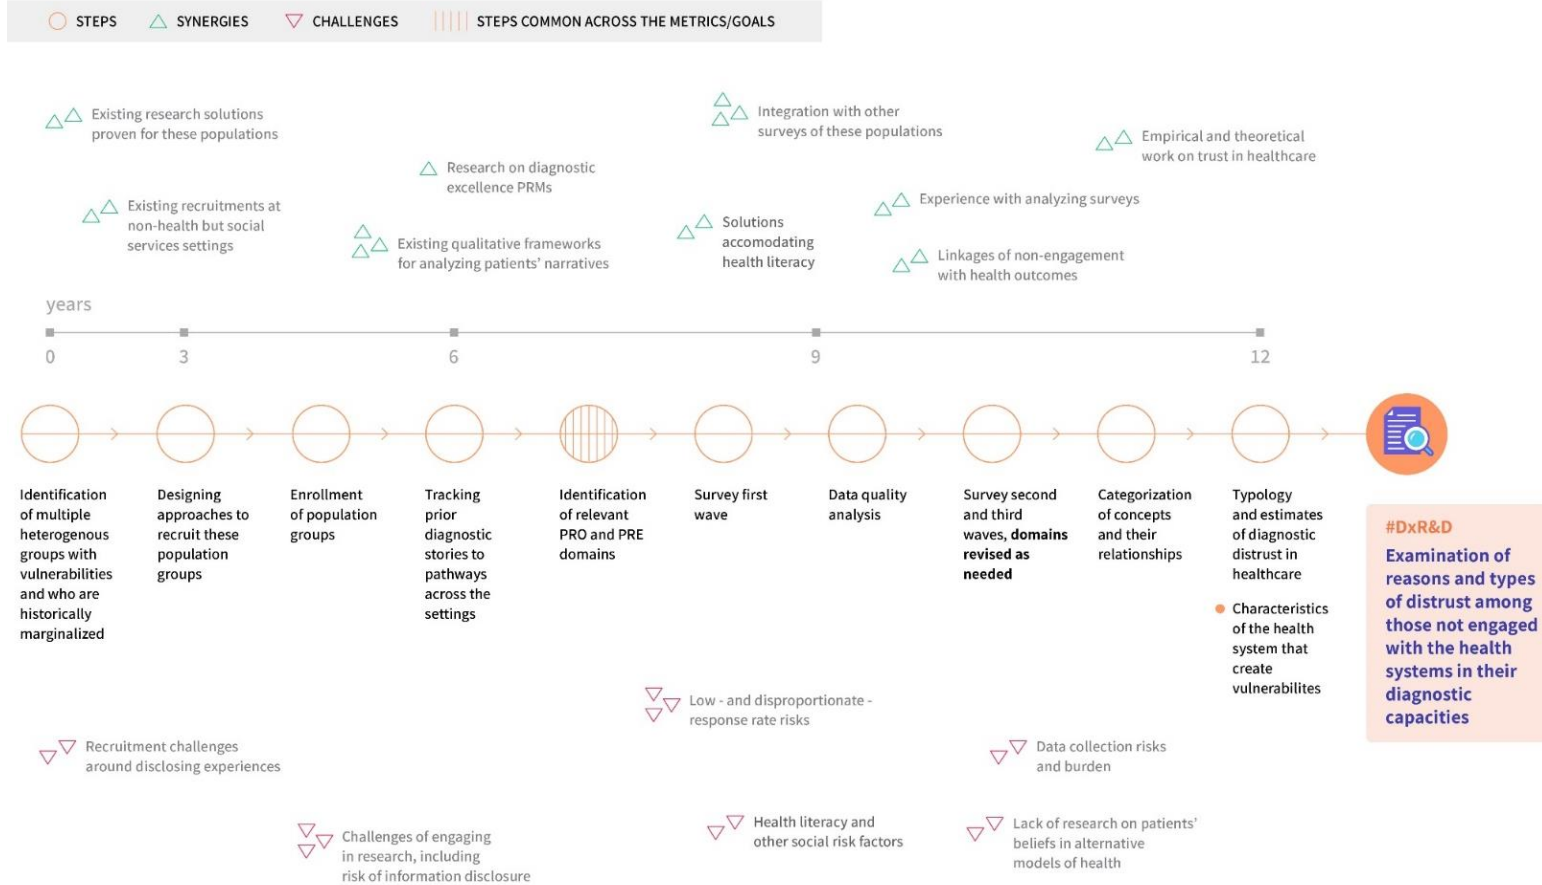 STEPS
SYNERGIES
CHALLENGES
STEPS COMMON ACROSS THE METRICS/GOALS
Existing research solutions
proven for these populations
Existing recruitments at
non-health but social
services settings
Research on diagnostic
excellence PRMs
Existing qualitative frameworks
for analyzing patients' narratives
Integration with other
surveys of these populations
Solutions
accomodating
health literacy
Experience with analyzing surveys
Linkages of non-engagement
with health outcomes
Empirical and theoretical
work on trust in healthcare
years
0
3
6
9
12
Identification
of multiple
heterogenous
groups with
vulnerabilities
and who are
historically
marginalized
Designing
approaches to
recruit these
population
groups
Enrollment
of population
groups
Tracking
prior
diagnostic
stories to
pathways
across the
settings
Identification
of relevant
PRO and PRE
domains
Survey first
wave
Data quality
analysis
Survey second
and third
waves, domains
revised as
needed
Categorization
of concepts
and their
relationships
Typology
and estimates
of diagnostic
distrust in
healthcare
Characteristics
of the health
system that
create
vulnerabilites
#DxR&D
Examination of
reasons and types
of distrust among
those not engaged
with the health
systems in their
diagnostic
capacities
Recruitment challenges
around disclosing experiences
Challenges of engaging
in research, including
risk of information disclosure
Low - and disproportionate -
response rate risks
Health literacy and
other social risk factors
Data collection risks
and burden
Lack of research on patients'
beliefs in alternative
models of health